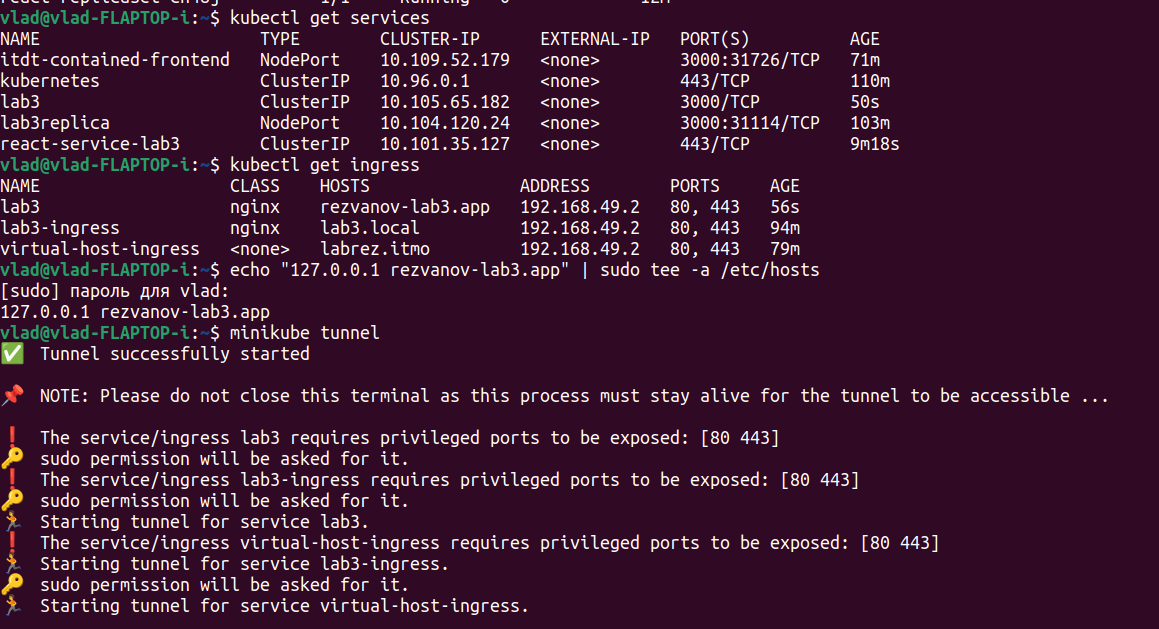 vlad@vlad-FLAPTOP-i:~$ kubectl get services
NAME TYPE CLUSTER-IP EXTERNAL-IP PORT(S) AGE
itdt-contained-frontend NodePort 10.109.52.179 <none> 3000:31726/TCP 71m
kubernetes ClusterIP 10.96.0.1 <none> 443/TCP 110m
lab3 ClusterIP 10.105.65.182 <none> 3000/TCP 50s
lab3replica NodePort 10.104.120.24 <none> 3000:31114/TCP 103m
react-service-lab3 ClusterIP 10.101.35.127 <none> 443/TCP 9m18s
vlad@vlad-FLAPTOP-i:~$ kubectl get ingress
NAME CLASS HOSTS ADDRESS PORTS AGE
lab3 nginx rezvanov-lab3.app 192.168.49.2 80, 443 56s
lab3-ingress nginx lab3.local 192.168.49.2 80, 443 94m
virtual-host-ingress <none> labrez.itmo 192.168.49.2 80, 443 79m
vlad@vlad-FLAPTOP-i:~$ echo "127.0.0.1 rezvanov-lab3.app" | sudo tee -a /etc/hosts
[sudo] пароль для vlad:
127.0.0.1 rezvanov-lab3.app
vlad@vlad-FLAPTOP-i:~$ minikube tunnel
✅ Tunnel successfully started
📌 NOTE: Please do not close this terminal as this process must stay alive for the tunnel to be accessible ...
❗ The service/ingress lab3 requires privileged ports to be exposed: [80 443]
🔑 sudo permission will be asked for it.
❗ The service/ingress lab3-ingress requires privileged ports to be exposed: [80 443]
🔑 sudo permission will be asked for it.
🏃 Starting tunnel for service lab3.
❗ The service/ingress virtual-host-ingress requires privileged ports to be exposed: [80 443]
🏃 Starting tunnel for service lab3-ingress.
🔑 sudo permission will be asked for it.
🏃 Starting tunnel for service virtual-host-ingress.